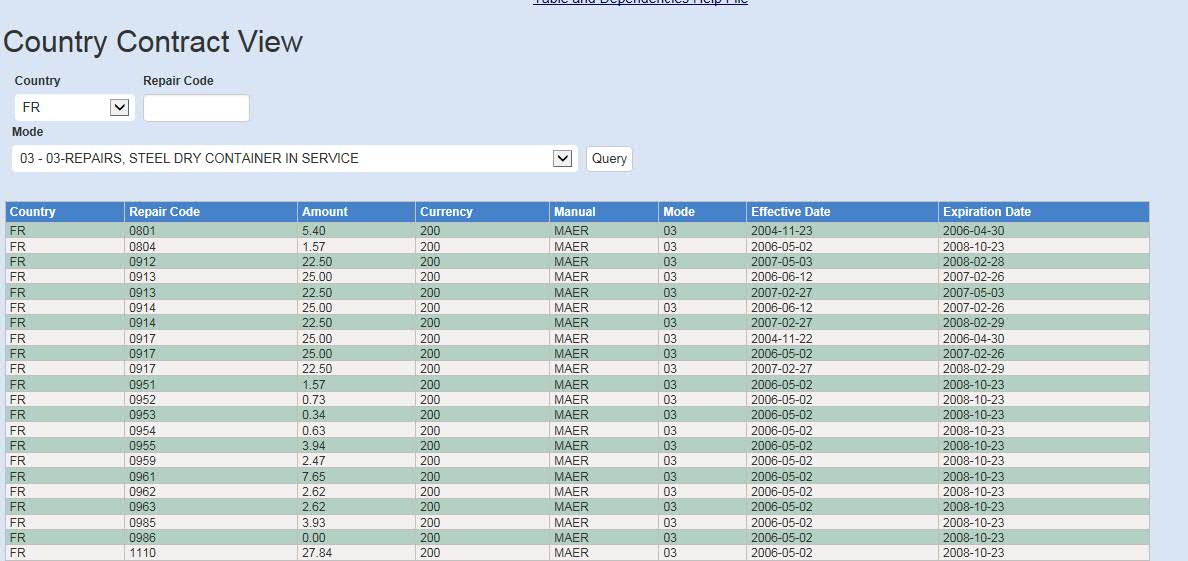 Table and Dependencies Help File
Country Contract View
Country Repair Code
FR
Mode
03 - 03-REPAIRS, STEEL DRY CONTAINER IN SERVICE Query
Country Repair Code Amount Currency Manual Mode Effective Date Expiration Date
FR 0801 5.40 200 MAER 03 2004-11-23 2006-04-30
FR 0804 1.57 200 MAER 03 2006-05-02 2008-10-23
FR 0912 22.50 200 MAER 03 2007-05-03 2008-02-28
FR 0913 25.00 200 MAER 03 2006-06-12 2007-02-26
FR 0913 22.50 200 MAER 03 2007-02-27 2007-05-03
FR 0914 25.00 200 MAER 03 2006-06-12 2007-02-26
FR 0914 22.50 200 MAER 03 2007-02-27 2008-02-29
FR 0917 25.00 200 MAER 03 2004-11-22 2006-04-30
FR 0917 25.00 200 MAER 03 2006-05-02 2007-02-26
FR 0917 22.50 200 MAER 03 2007-02-27 2008-02-29
FR 0951 1.57 200 MAER 03 2006-05-02 2008-10-23
FR 0952 0.73 200 MAER 03 2006-05-02 2008-10-23
FR 0953 0.34 200 MAER 03 2006-05-02 2008-10-23
FR 0954 0.63 200 MAER 03 2006-05-02 2008-10-23
FR 0955 3.94 200 MAER 03 2006-05-02 2008-10-23
FR 0959 2.47 200 MAER 03 2006-05-02 2008-10-23
FR 0961 7.65 200 MAER 03 2006-05-02 2008-10-23
FR 0962 2.62 200 MAER 03 2006-05-02 2008-10-23
FR 0963 2.62 200 MAER 03 2006-05-02 2008-10-23
FR 0985 3.93 200 MAER 03 2006-05-02 2008-10-23
FR 0986 0.00 200 MAER 03 2006-05-02 2008-10-23
FR 1110 27.84 200 MAER 03 2006-05-02 2008-10-23